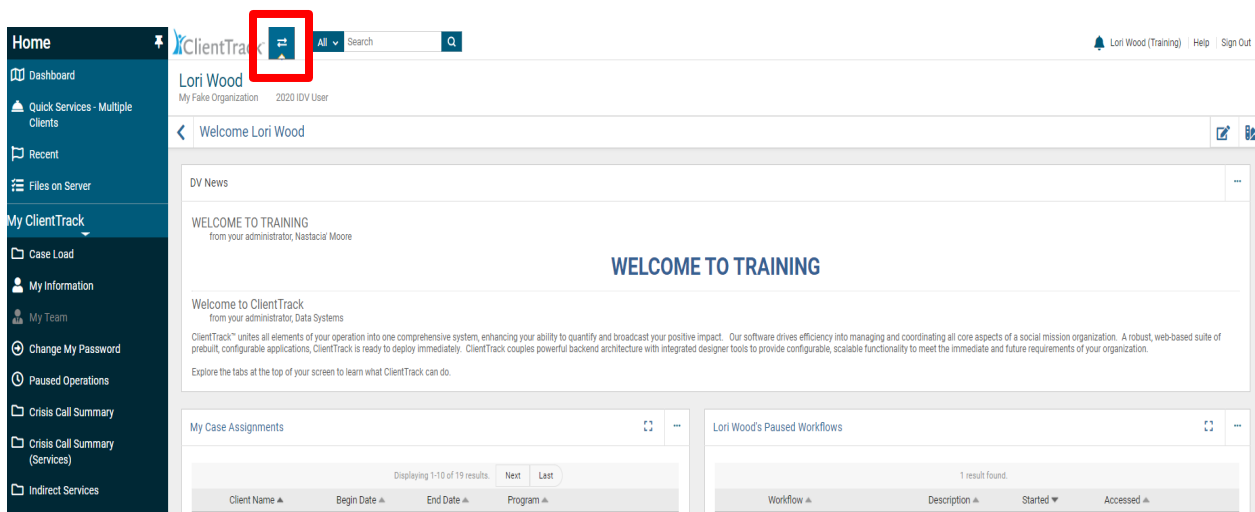 Home
ClientTrack
All
Search
Lori Wood (Training)
Help
Sign Out
Dashboard
Quick Services - Multiple
Clients
Recent
Files on Server
My ClientTrack
Case Load
My Information
My Team
Change My Password
Paused Operations
Crisis Call Summary
Crisis Call Summary
(Services)
Indirect Services
Lori Wood
My Fake Organization 2020 IDV User
Welcome Lori Wood
DV News
WELCOME TO TRAINING
from your administrator, Nastacia' Moore
WELCOME TO TRAINING
Welcome to ClientTrack
from your administrator, Data Systems
ClientTrack™ unites all elements of your operation into one comprehensive system, enhancing your ability to quantify and broadcast your positive impact. Our software drives efficiency into managing and coordinating all core aspects of a social mission organization. A robust, web-based suite of
prebuilt, configurable applications, ClientTrack is ready to deploy immediately. ClientTrack couples powerful backend architecture with integrated designer tools to provide configurable, scalable functionality to meet the immediate and future requirements of your organization.
Explore the tabs at the top of your screen to learn what ClientTrack can do.
My Case Assignments
Displaying 1-10 of 19 results. Next Last
Client Name Begin Date End Date Program
Lori Wood's Paused Workflows
1 result found.
Workflow Description Started Accessed